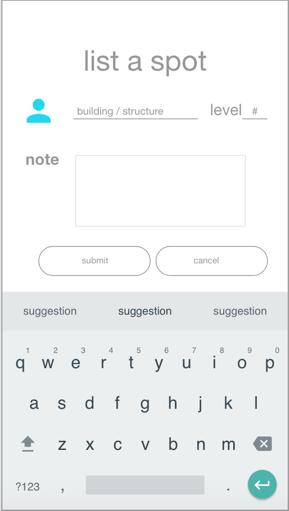 list a spot
building / structure level #
note
submit cancel
suggestion suggestion suggestion
1 2 3 4 5 6 7 8 9 0
q w e r t y u i o p
a s d f g h j k l
z x c v b n m
?123 , .